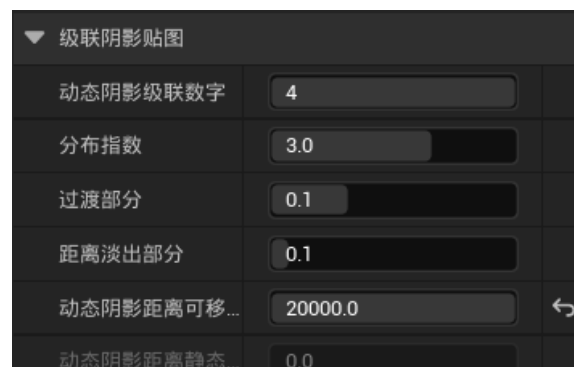 级联阴影贴图
动态阴影级联数字 4
分布指数 3.0
过渡部分 0.1
距离淡出部分 0.1
动态阴影距离可移... 20000.0
动态阴影距离静态... 0.0